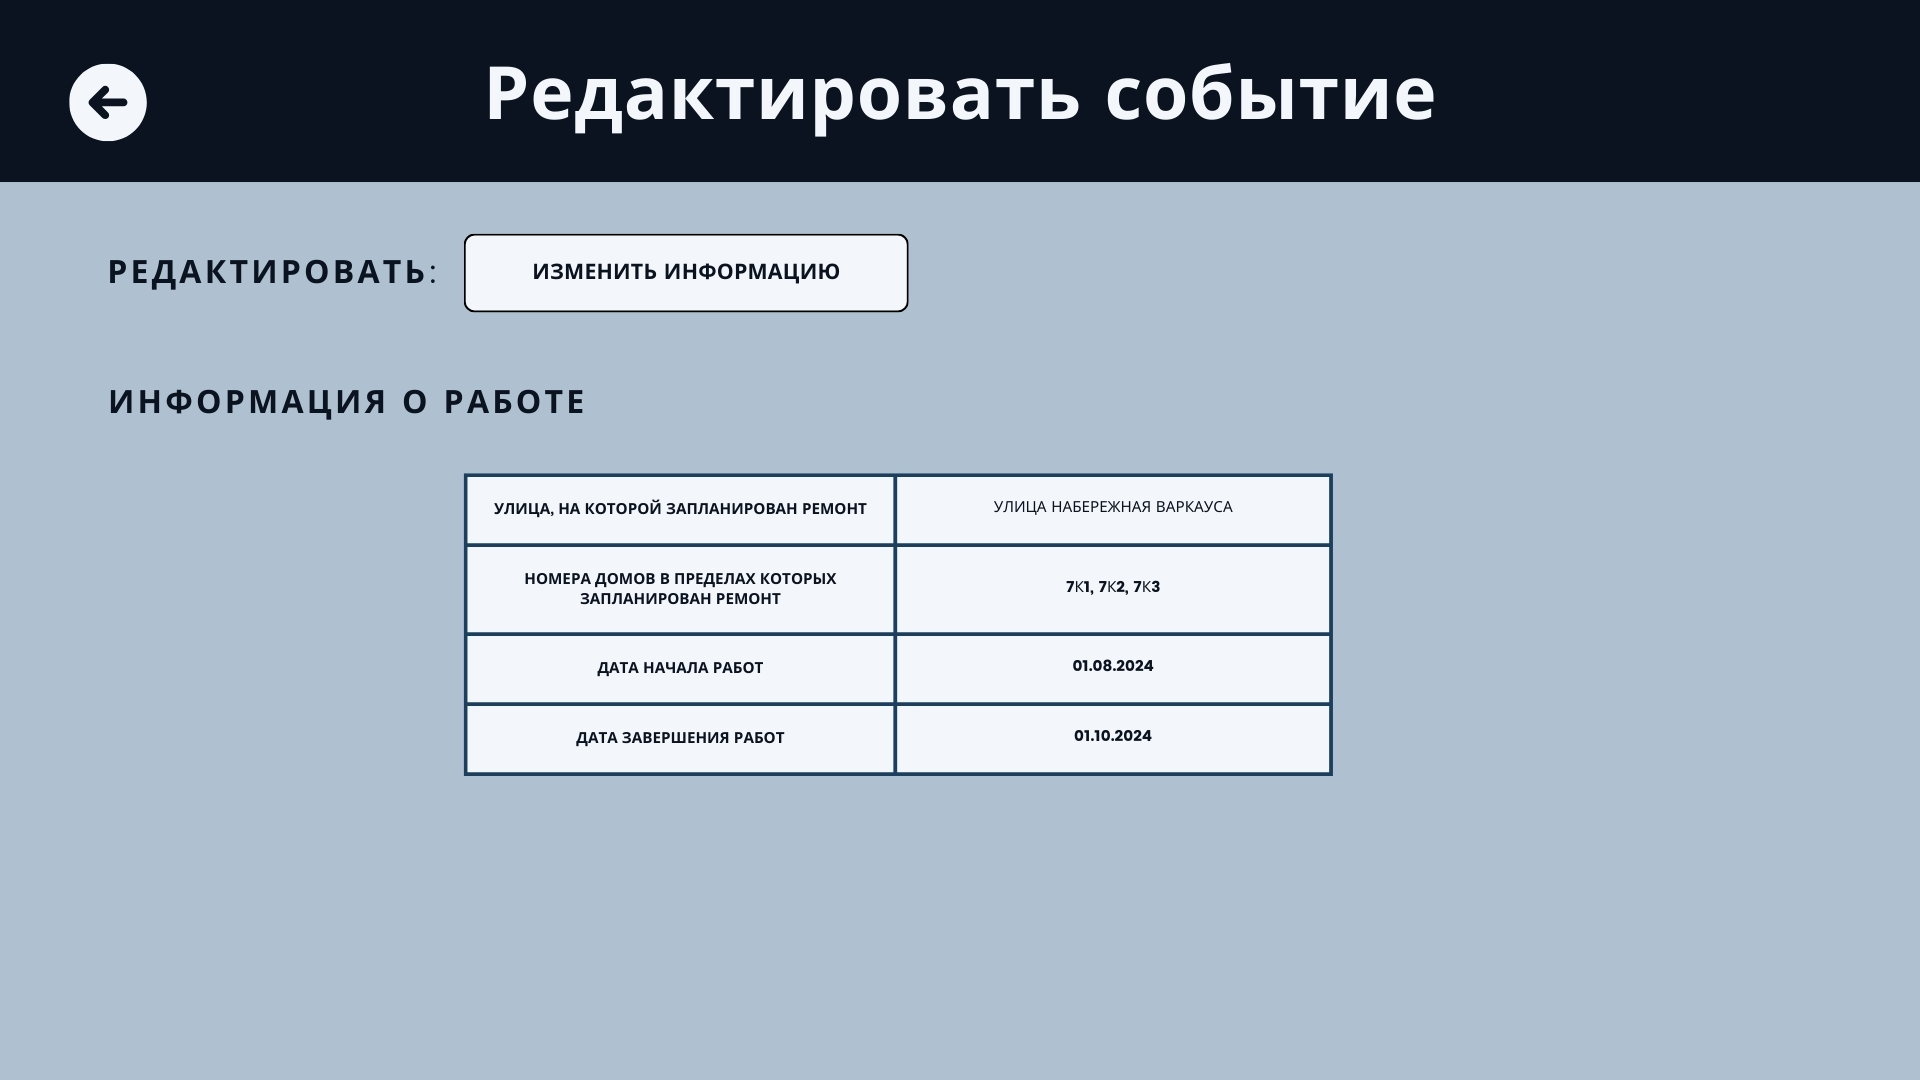 Редактировать событие
РЕДАКТИРОВАТЬ:
ИЗМЕНИТЬ ИНФОРМАЦИЮ
ИНФОРМАЦИЯ О РАБОТЕ
УЛИЦА, НА КОТОРОЙ ЗАПЛАНИРОВАН РЕМОНТ
УЛИЦА НАБЕРЕЖНАЯ ВАРКАУСА
НОМЕРА ДОМОВ В ПРЕДЕЛАХ КОТОРЫХ
ЗАПЛАНИРОВАН РЕМОНТ
7К1, 7К2, 7К3
ДАТА НАЧАЛА РАБОТ
01.08.2024
ДАТА ЗАВЕРШЕНИЯ РАБОТ
01.10.2024